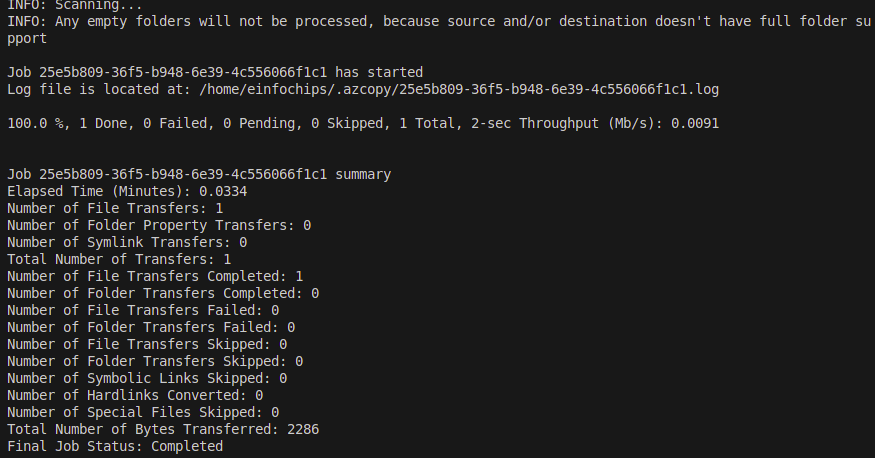 INFO: Scanning...
INFO: Any empty folders will not be processed, because source and/or destination doesn't have full folder su
pport
Job 25e5b809-36f5-b948-6e39-4c556066f1c1 has started
Log file is located at: /home/einfochips/.azcopy/25e5b809-36f5-b948-6e39-4c556066f1c1.log
100.0 %, 1 Done, 0 Failed, 0 Pending, 0 Skipped, 1 Total, 2-sec Throughput (Mb/s): 0.0091
Job 25e5b809-36f5-b948-6e39-4c556066f1c1 summary
Elapsed Time (Minutes): 0.0334
Number of File Transfers: 1
Number of Folder Property Transfers: 0
Number of Symlink Transfers: 0
Total Number of Transfers: 1
Number of File Transfers Completed: 1
Number of Folder Transfers Completed: 0
Number of File Transfers Failed: 0
Number of Folder Transfers Failed: 0
Number of File Transfers Skipped: 0
Number of Folder Transfers Skipped: 0
Number of Symbolic Links Skipped: 0
Number of Hardlinks Converted: 0
Number of Special Files Skipped: 0
Total Number of Bytes Transferred: 2286
Final Job Status: Completed